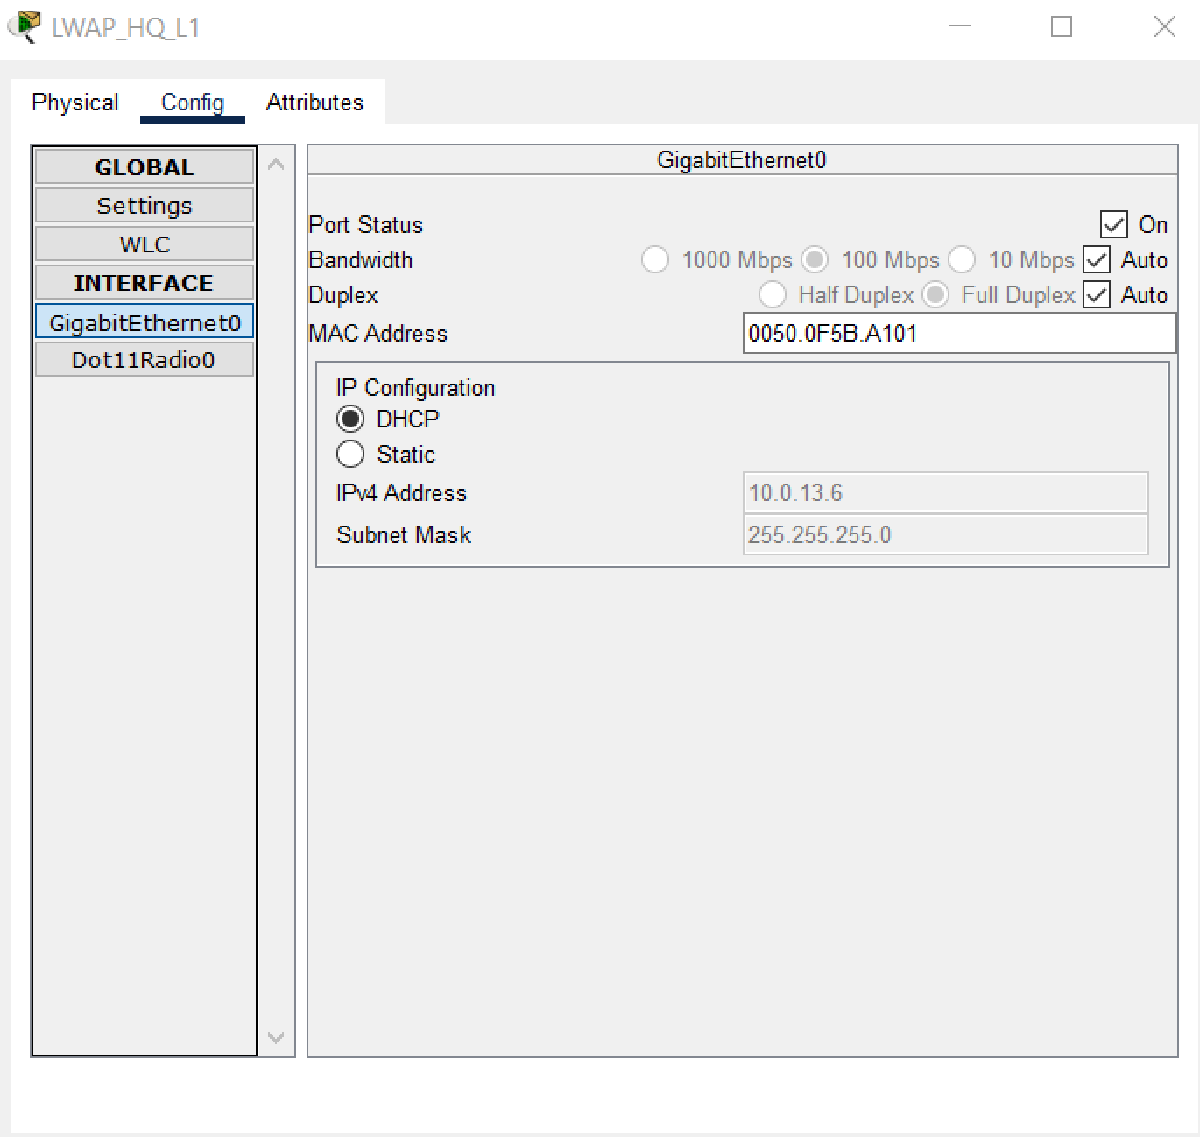 LWAP_HQ_L1
Physical Config Attributes
GLOBAL
Settings
WLC
INTERFACE
GigabitEthernet0
Dot11Radio0
GigabitEthernet0
Port Status On
Bandwidth 1000 Mbps 100 Mbps 10 Mbps Auto
Duplex Half Duplex Full Duplex Auto
MAC Address 0050.0F5B.A101
IP Configuration
DHCP
Static
IPv4 Address 10.0.13.6
Subnet Mask 255.255.255.0